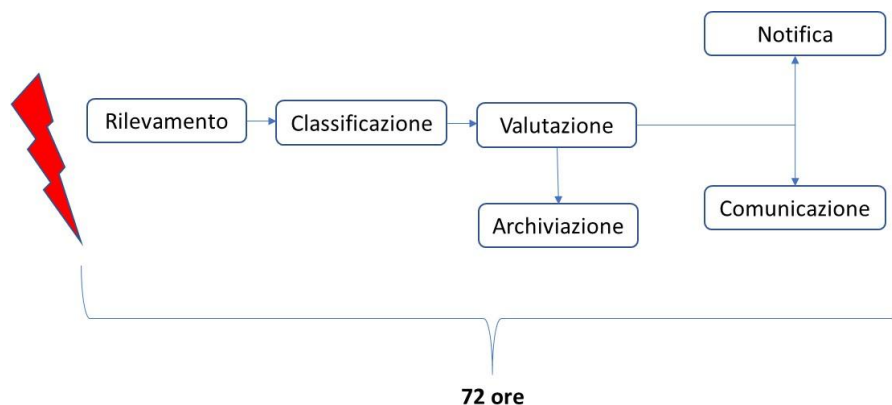 Notifica
Rilevamento
Classificazione
Valutazione
Archiviazione
Comunicazione
72 ore